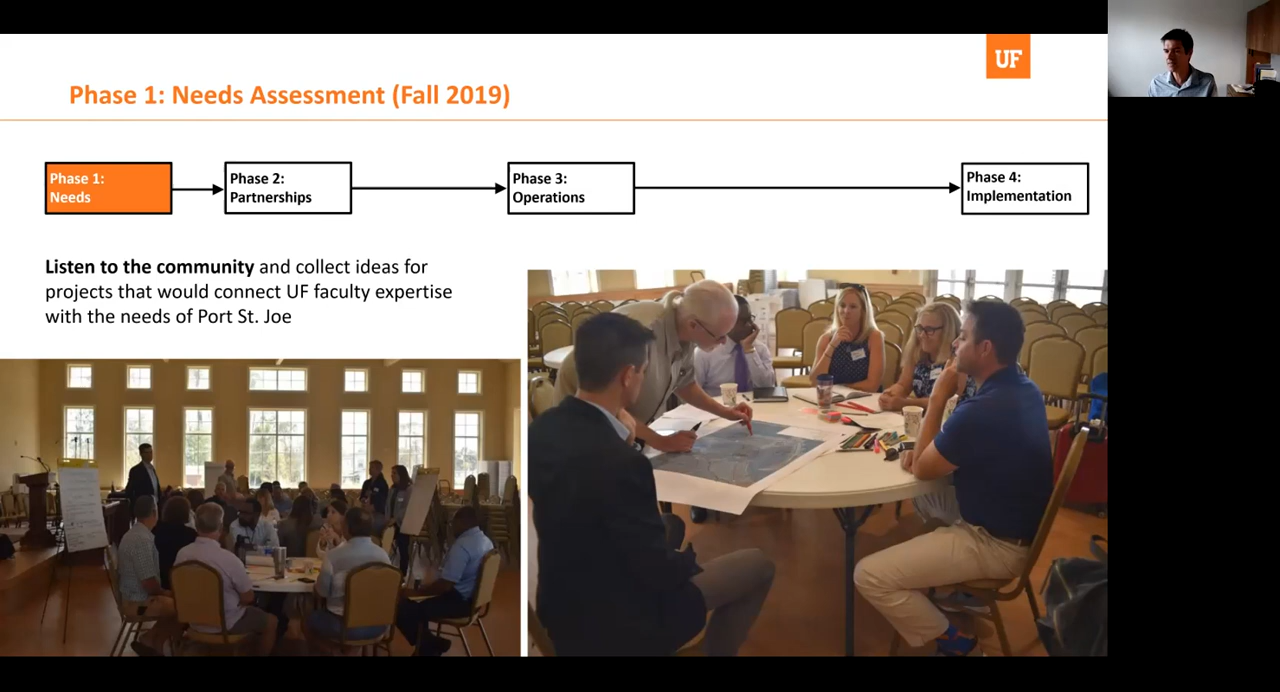 UF
Phase 1: Needs Assessment (Fall 2019)
Phase 1:
Needs
Phase 2:
Partnerships
Phase 3:
Operations
Phase 4:
Implementation
Listen to the community and collect ideas for
projects that would connect UF faculty expertise
with the needs of Port St. Joe